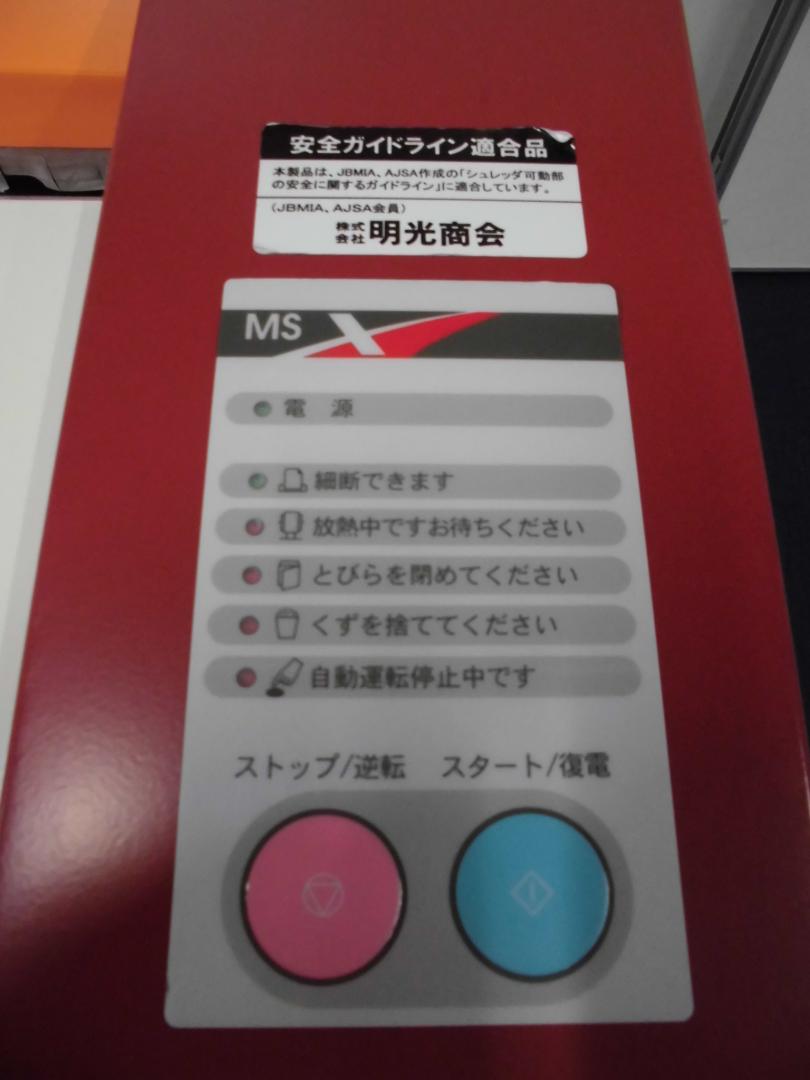 安全ガイドライン適合品
本製品は、JBMIA、AJSA作成の「シュレッダ可動部
の安全に関するガイドライン」に適合しています。
(JBMIA、AJSA会員)
株式会社 明光商会
MS X
電 源
細断できます
放熱中ですお待ちください
とびらを閉めてください
くずを捨ててください
自動運転停止中です
ストップ/逆転 スタート/復電